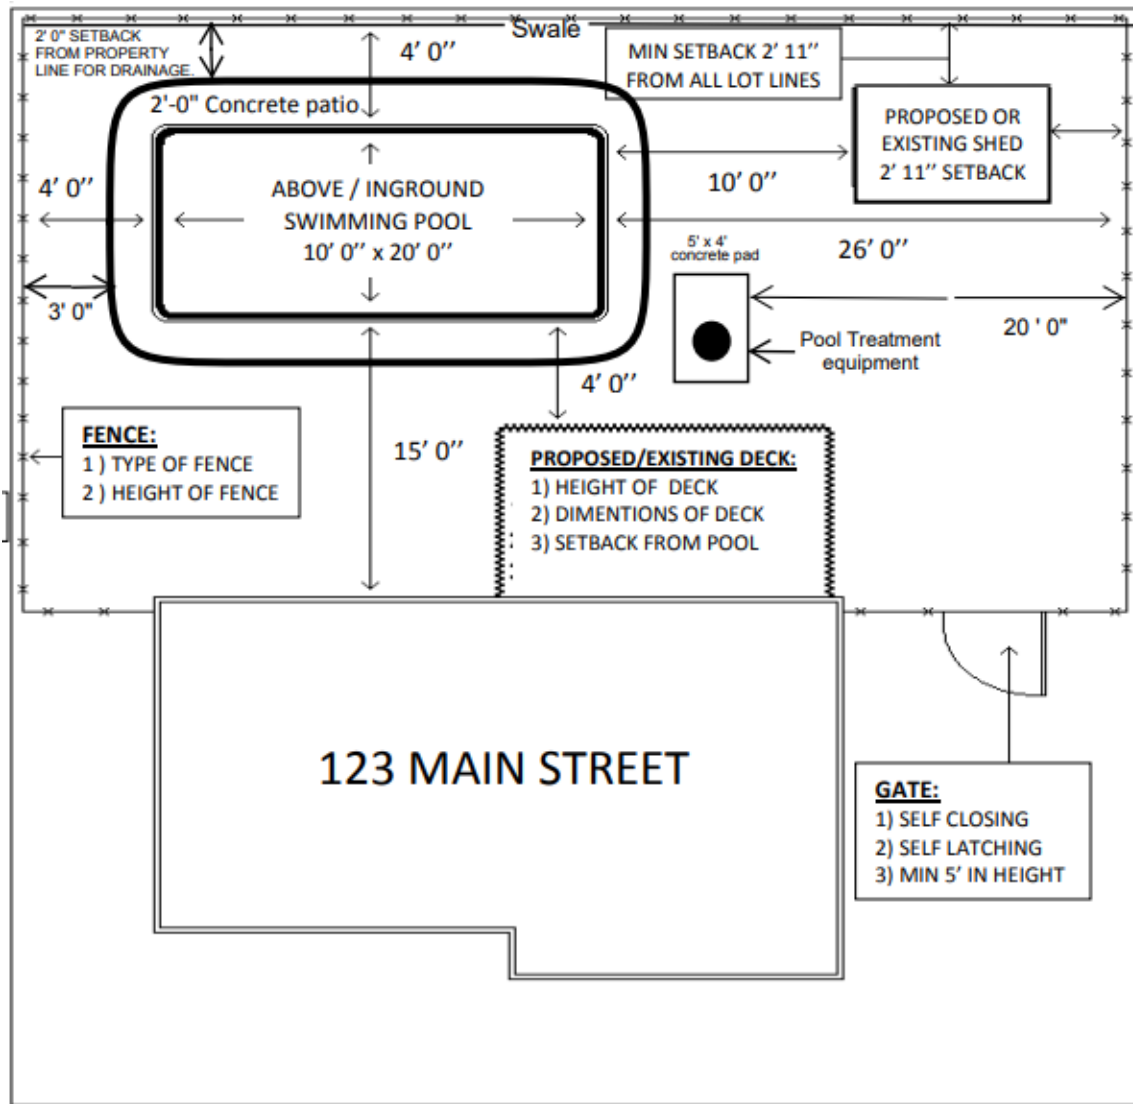 2' 0" SETBACK
FROM PROPERTY
LINE FOR DRAINAGE.
4' 0''
Swale
MIN SETBACK 2' 11''
FROM ALL LOT LINES
2'-0" Concrete patio
PROPOSED OR
EXISTING SHED
2' 11'' SETBACK
4' 0''
ABOVE / INGROUND
SWIMMING POOL
10' 0'' x 20' 0''
10' 0''
26' 0''
5' x 4'
concrete pad
3' 0"
20 ' 0"
Pool Treatment
equipment
4' 0''
15' 0''
FENCE:
1 ) TYPE OF FENCE
2 ) HEIGHT OF FENCE
PROPOSED/EXISTING DECK:
1) HEIGHT OF DECK
2) DIMENTIONS OF DECK
3) SETBACK FROM POOL
123 MAIN STREET
GATE:
1) SELF CLOSING
2) SELF LATCHING
3) MIN 5' IN HEIGHT